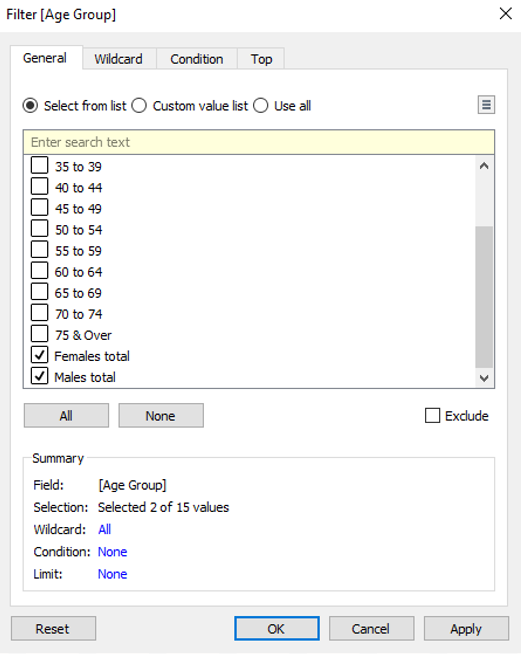 Filter [Age Group]
General Wildcard Condition Top
Select from list Custom value list Use all
Enter search text
35 to 39
40 to 44
45 to 49
50 to 54
55 to 59
60 to 64
65 to 69
70 to 74
75 & Over
Females total
Males total
All None Exclude
Summary
Field: [Age Group]
Selection: Selected 2 of 15 values
Wildcard: All
Condition: None
Limit: None
Reset OK Cancel Apply